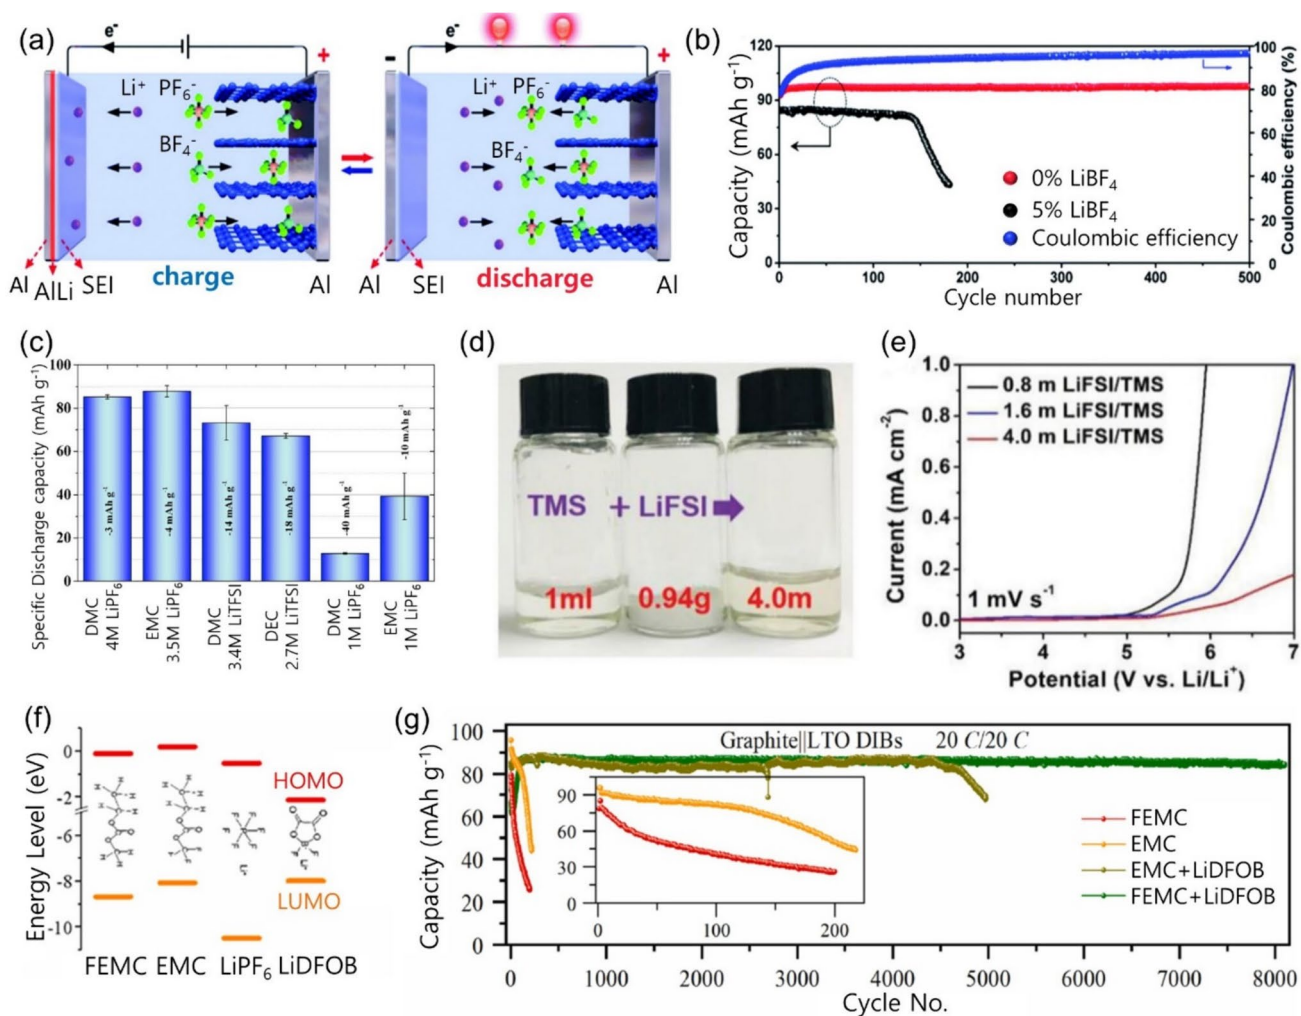 (a)
e⁻
+
Li⁺ PF₆⁻
BF₄⁻
Al
AlLi
SEI
charge
Al
-
e⁻
+
Li⁺ PF₆⁻
BF₄⁻
Al
SEI
discharge
Al
(b)
120
90
60
30
0
Capacity (mAh g⁻¹)
100
80
60
40
20
0
Coulombic efficiency (%)
0% LiBF₄
5% LiBF₄
Coulombic efficiency
0 100 200 300 400 500
Cycle number
(c)
Specific Discharge capacity (mAh g⁻¹)
100
80
60
40
20
0
-3 mAh g⁻¹
-4 mAh g⁻¹
-14 mAh g⁻¹
-18 mAh g⁻¹
-40 mAh g⁻¹
-10 mAh g⁻¹
DMC
4M LiPF₆
EMC
3.5M LiPF₆
DMC
3.4M LiTFSI
DEC
2.7M LiTFSI
DMC
1M LiPF₆
EMC
1M LiPF₆
(d)
TMS + LiFSI
1ml 0.94g 4.0m
(e)
Current (mA cm⁻²)
1.0
0.8
0.6
0.4
0.2
0.0
0.8 m LiFSI/TMS
1.6 m LiFSI/TMS
4.0 m LiFSI/TMS
1 mV s⁻¹
3 4 5 6 7
Potential (V vs. Li/Li⁺)
(f)
Energy Level (eV)
0
-2
-6
-8
-10
HOMO
LUMO
FEMC EMC LiPF₆ LiDFOB
(g)
Graphite||LTO DIBs 20 C/20 C
Capacity (mAh g⁻¹)
100
80
60
40
20
0
90
60
30
0
0 100 200
FEMC
EMC
EMC+LiDFOB
FEMC+LiDFOB
0 1000 2000 3000 4000 5000 6000 7000 8000
Cycle No.